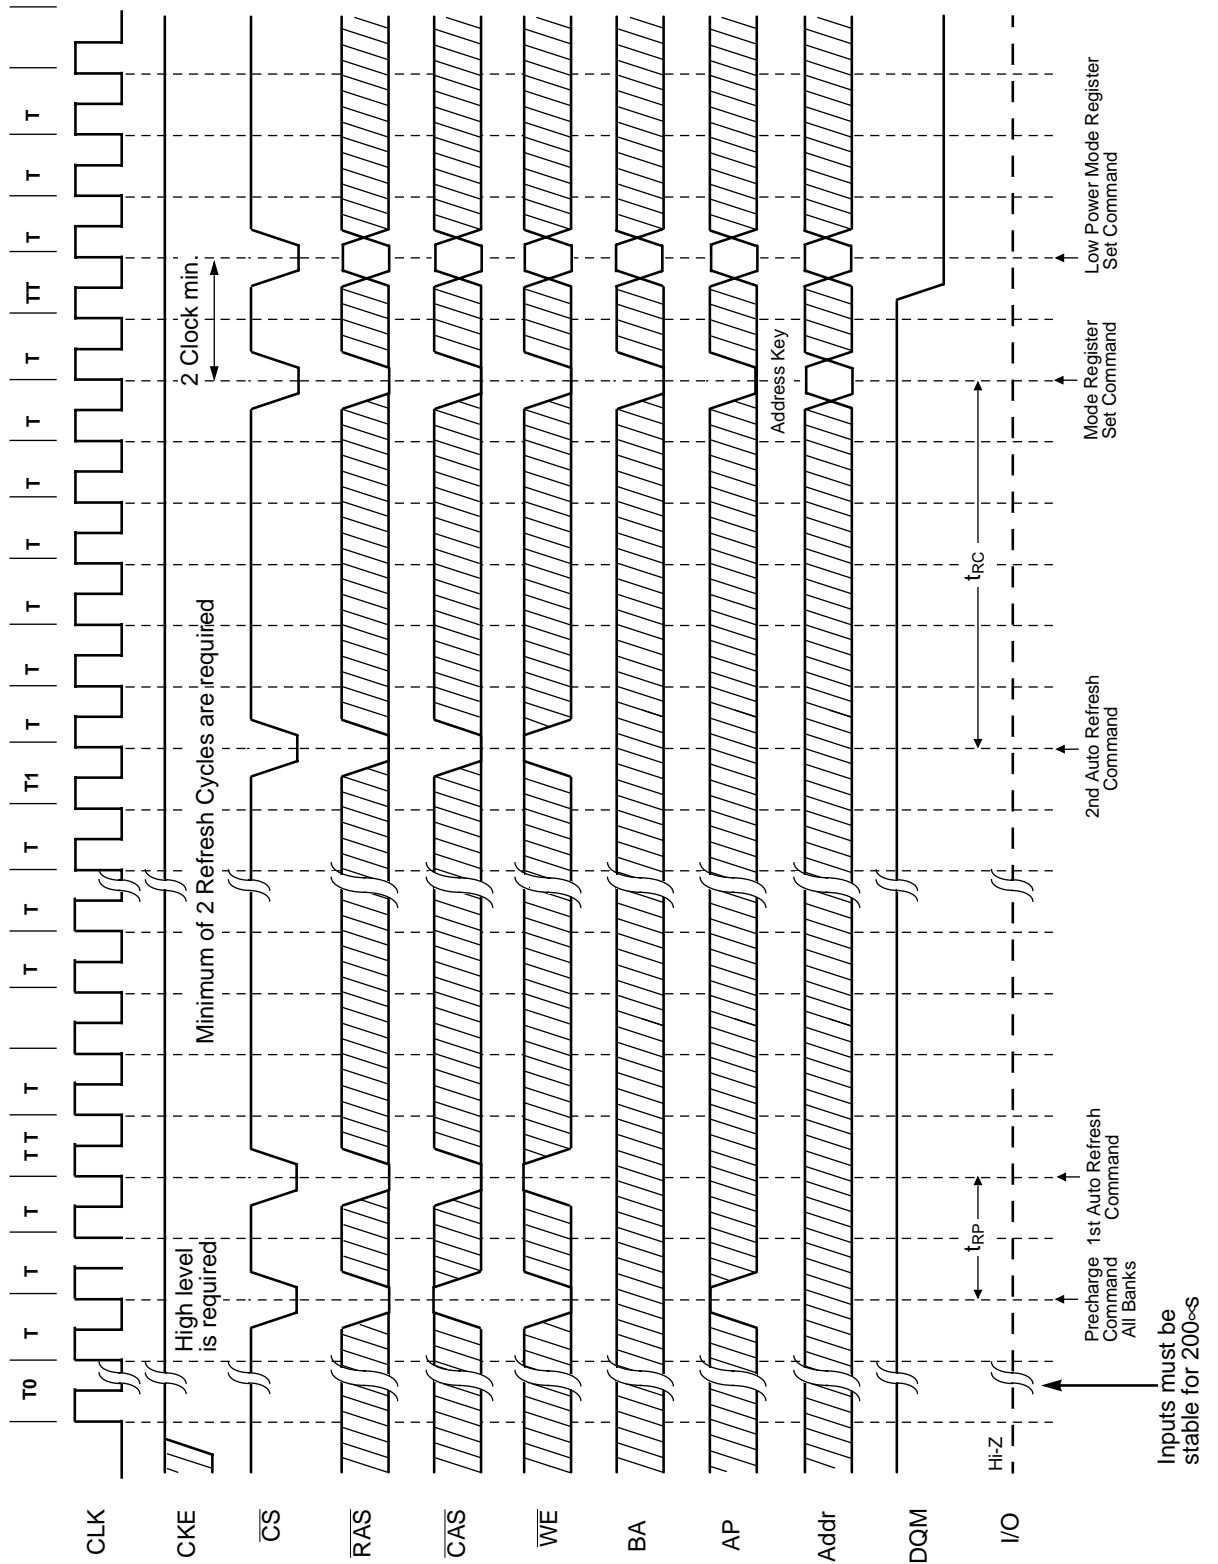 T0 T T T T T T T T T T1 T T T T T T T TT T T T
CLK
CKE
High level
is required
Minimum of 2 Refresh Cycles are required
2 Clock min.
CS
RAS
CAS
WE
BA
AP
Address Key
Addr
DQM
tRP
tRC
Hi-Z
I/O
Precharge
Command
All Banks
1st Auto Refresh
Command
2nd Auto Refresh
Command
Mode Register
Set Command
Low Power Mode Register
Set Command
Inputs must be
stable for 200∝s